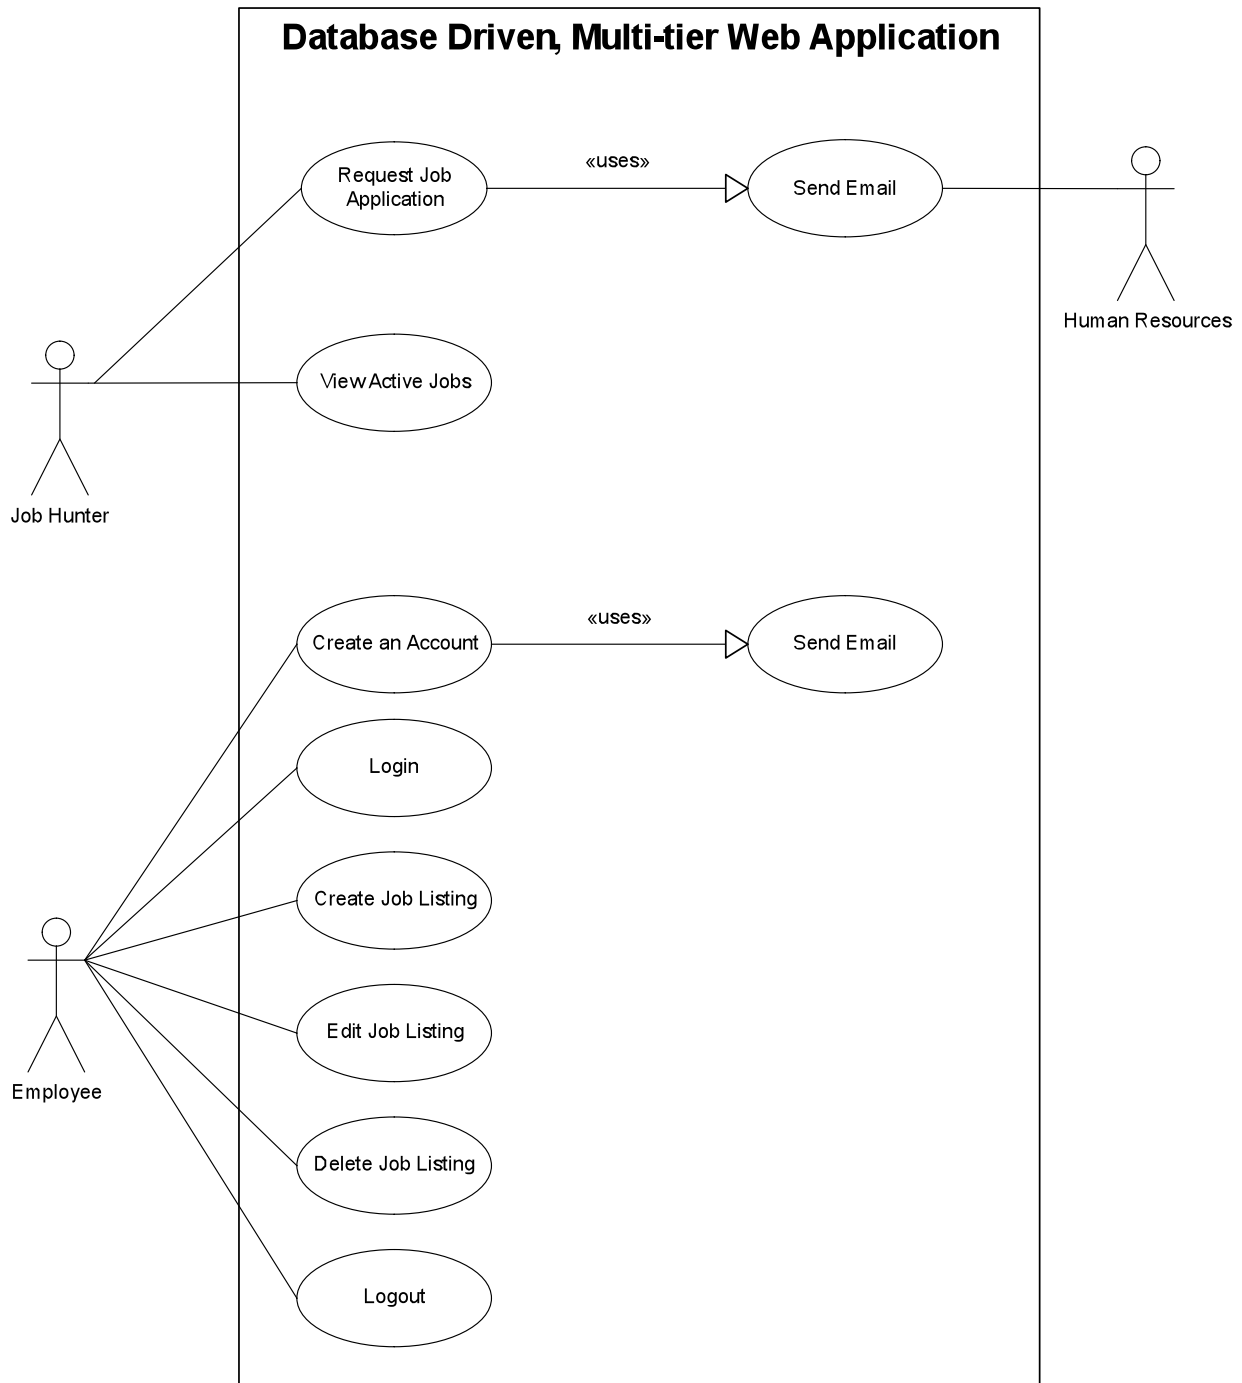 Database Driven, Multi-tier Web Application
Request Job
Application
«uses»
Send Email
Human Resources
View Active Jobs
Job Hunter
Create an Account
«uses»
Send Email
Login
Create Job Listing
Edit Job Listing
Employee
Delete Job Listing
Logout